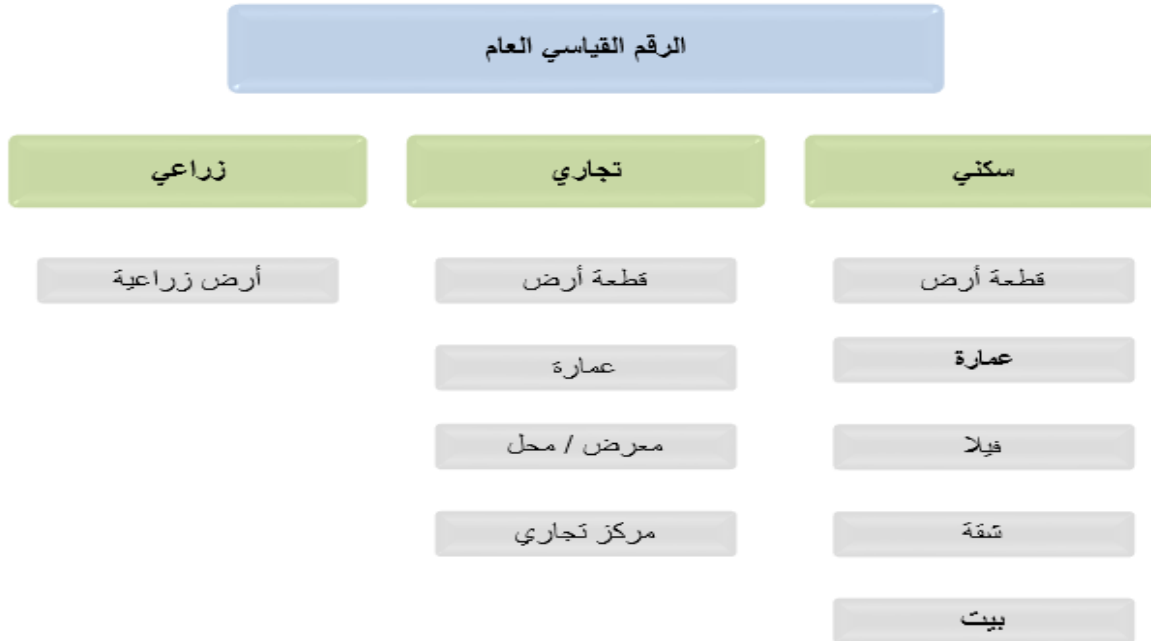 الرقم القياسي العام
سكني
تجاري
زراعي
قطعة أرض
قطعة أرض
أرض زراعية
عمارة
عمارة
فيلا
معرض / محل
شقة
مركز تجاري
بيت